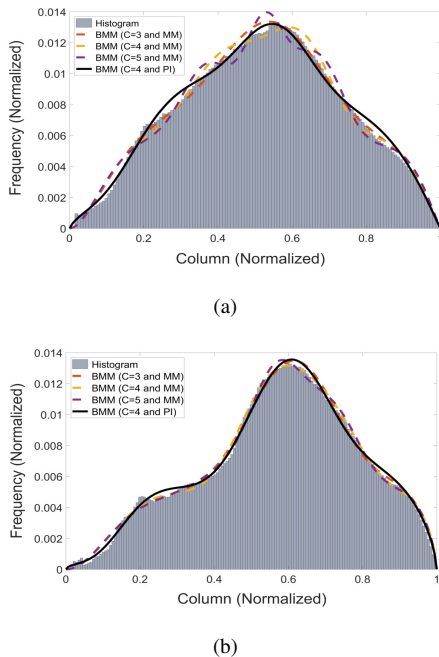 0.014
0.012
0.01
0.008
0.006
0.004
0.002
0
Frequency (Normalized)
Histogram
BMM (C=3 and MM)
BMM (C=4 and MM)
BMM (C=5 and MM)
BMM (C=4 and PI)
0 0.2 0.4 0.6 0.8 1
Column (Normalized)
(a)
0.014
0.012
0.01
0.008
0.006
0.004
0.002
0
Frequency (Normalized)
Histogram
BMM (C=3 and MM)
BMM (C=4 and MM)
BMM (C=5 and MM)
BMM (C=4 and PI)
0 0.2 0.4 0.6 0.8 1
Column (Normalized)
(b)